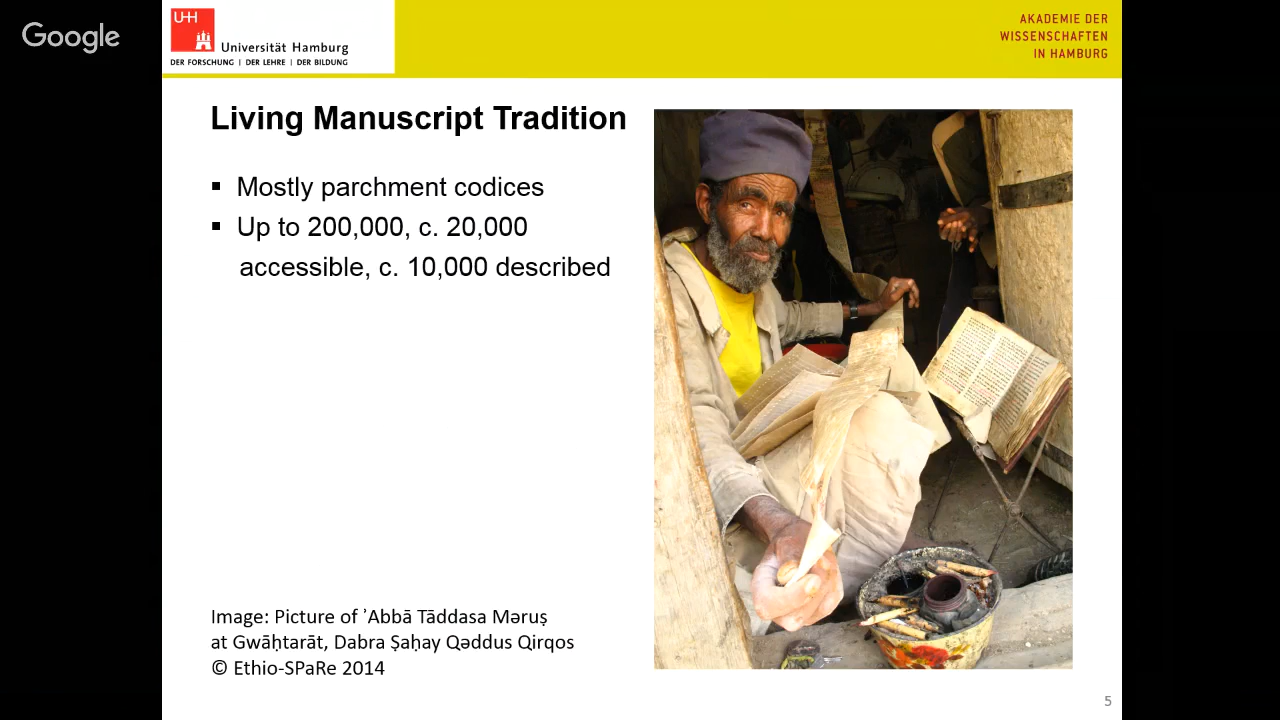 Google
UHH
Universität Hamburg
DER FORSCHUNG | DER LEHRE | DER BILDUNG
AKADEMIE DER
WISSENSCHAFTEN
IN HAMBURG
Living Manuscript Tradition
▪ Mostly parchment codices
▪ Up to 200,000, c. 20,000
accessible, c. 10,000 described
Image: Picture of ʾAbbā Tāddasa Məruṣ
at Gwāḥtarāt, Dabra Ṣaḥay Qəddus Qirqos
© Ethio-SPaRe 2014
5